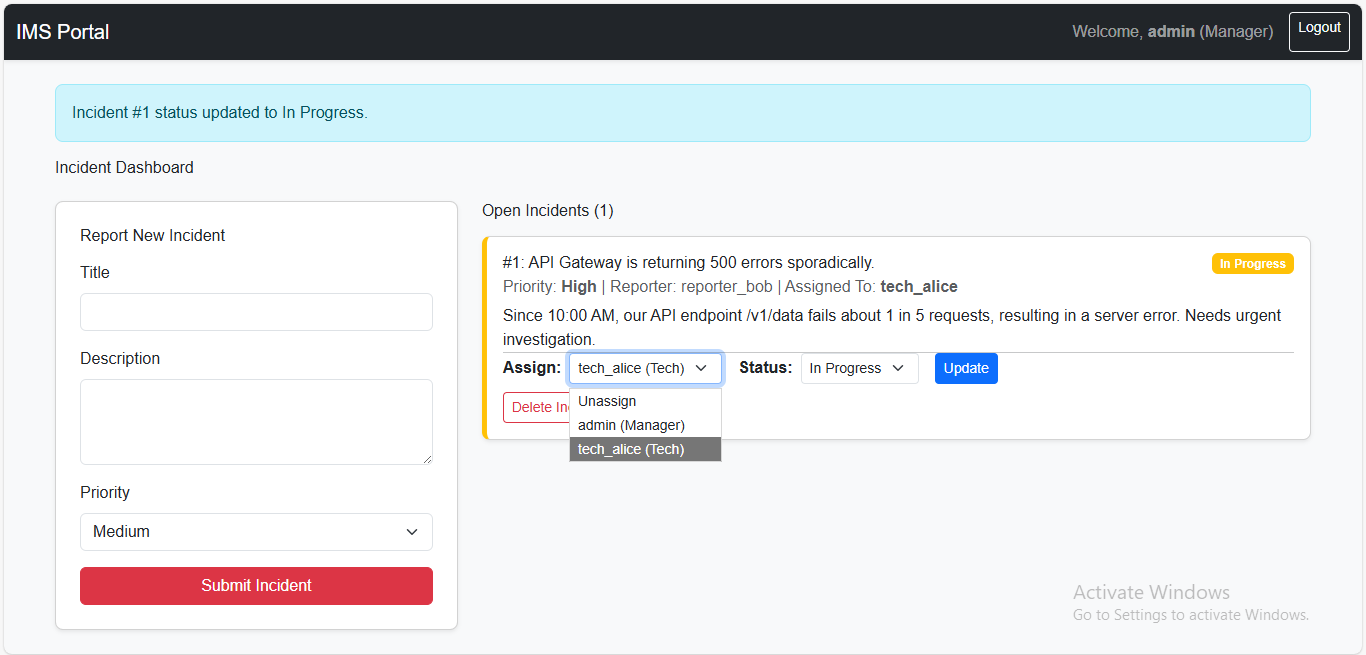 IMS Portal
Welcome, admin (Manager)
Logout
Incident #1 status updated to In Progress.
Incident Dashboard
Report New Incident
Title
Description
Priority
Medium
Submit Incident
Open Incidents (1)
#1: API Gateway is returning 500 errors sporadically.
In Progress
Priority: High | Reporter: reporter_bob | Assigned To: tech_alice
Since 10:00 AM, our API endpoint /v1/data fails about 1 in 5 requests, resulting in a server error. Needs urgent
investigation.
Assign: tech_alice (Tech) Status: In Progress Update
Delete
Unassign
admin (Manager)
tech_alice (Tech)
Activate Windows
Go to Settings to activate Windows.